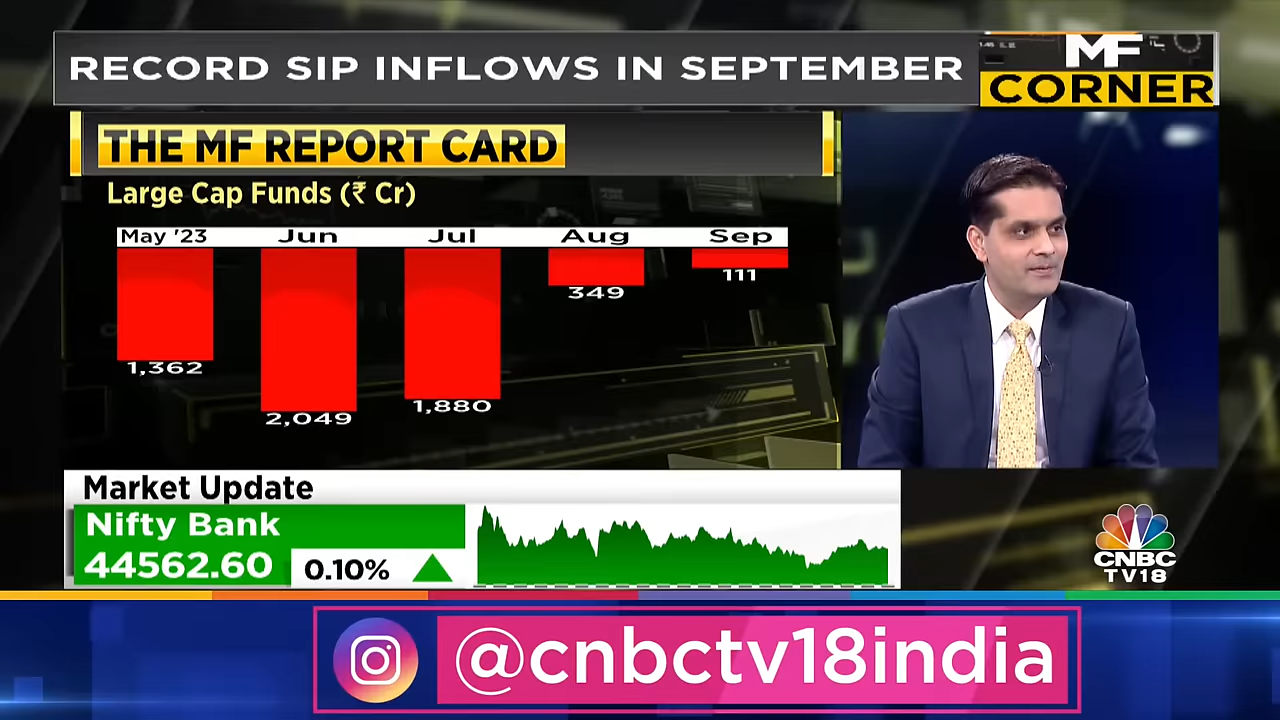 RECORD SIP INFLOWS IN SEPTEMBER
MF
CORNER
THE MF REPORT CARD
Large Cap Funds (₹ Cr)
May '23 Jun Jul Aug Sep
1,362 2,049 1,880 349 111
Market Update
Nifty Bank
44562.60 0.10%
CNBC
TV18
@cnbctv18india